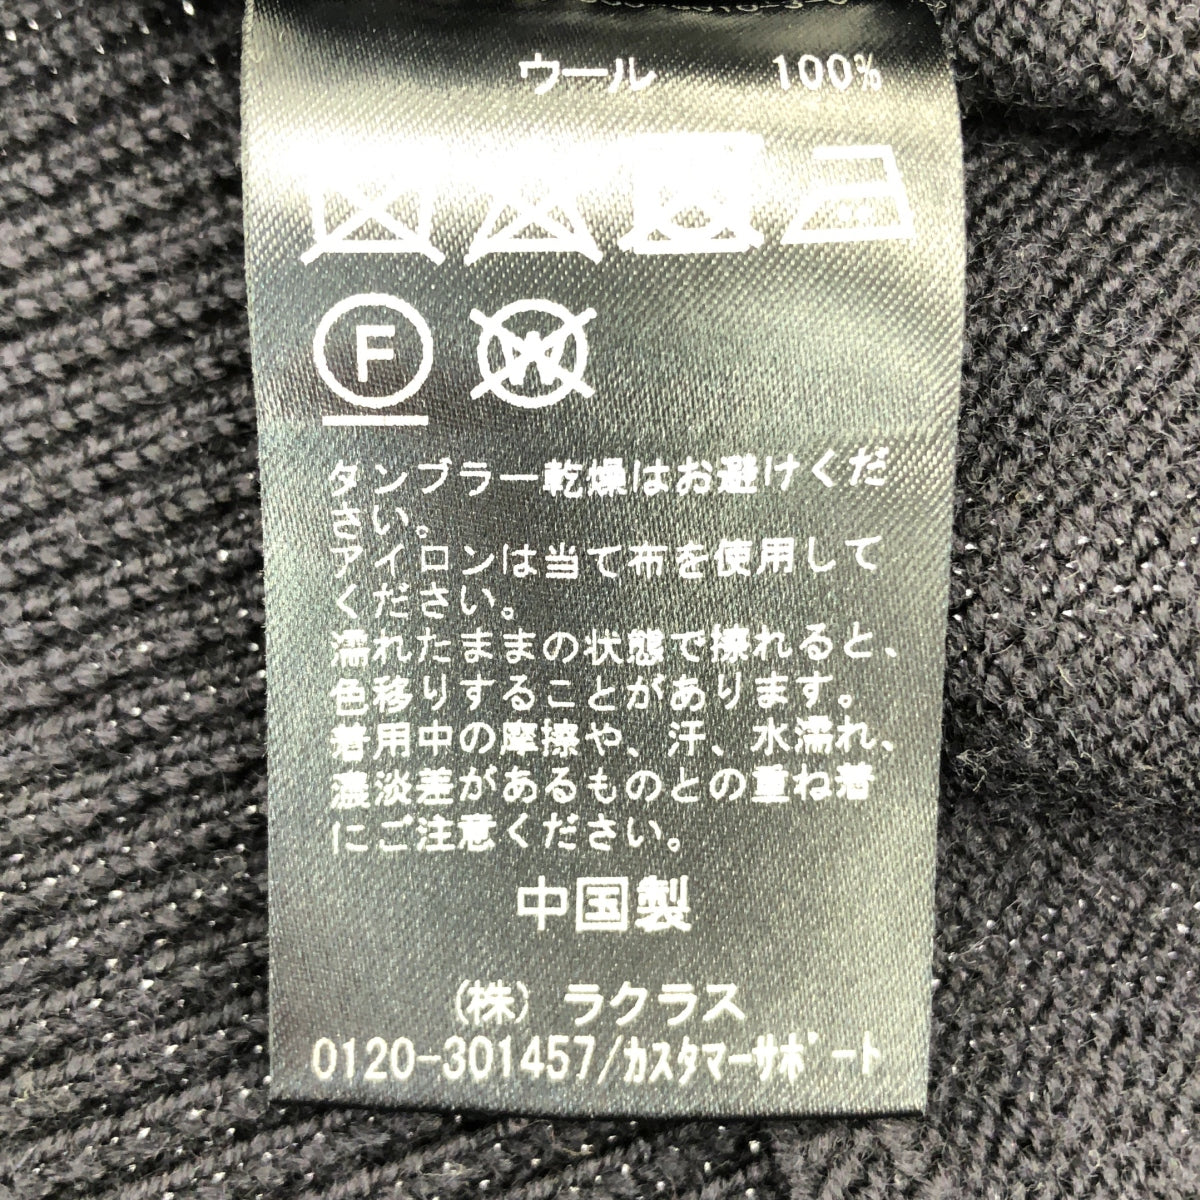 ウール 100%
F
W
タンブラー乾燥はお避けくだ
さい。
アイロンは当て布を使用して
ください。
濡れたままの状態で擦れると、
色移りすることがあります。
着用中の摩擦や、汗、水濡れ、
濃淡差があるものとの重ね着
にご注意ください。
中国製
(株) ラクラス
0120-301457/ｶｽﾀﾏｰｻﾎﾟｰﾄ